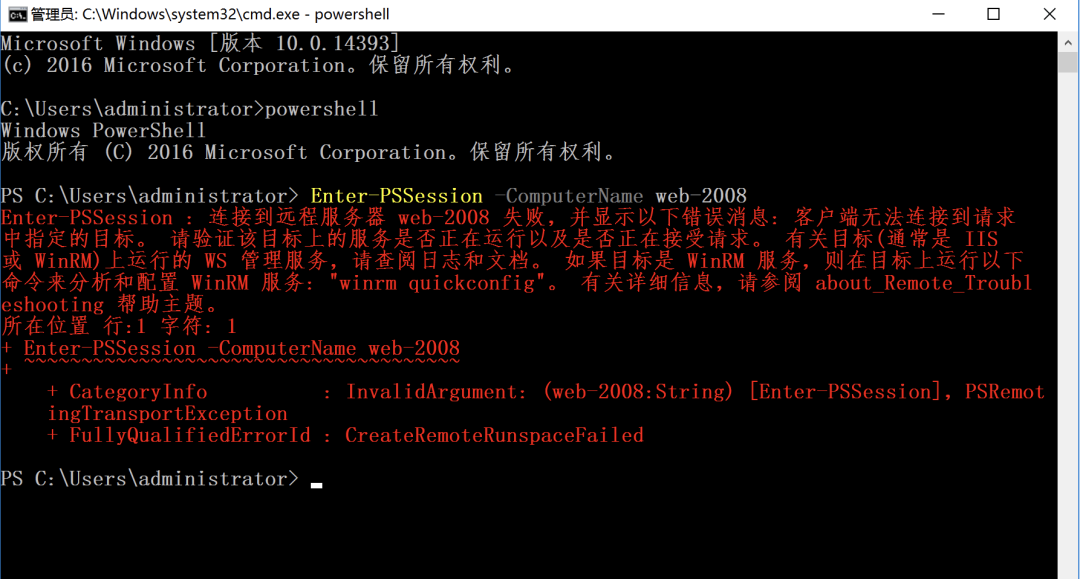 管理员: C:\Windows\system32\cmd.exe - powershell
Microsoft Windows [版本 10.0.14393]
(c) 2016 Microsoft Corporation。保留所有权利。
C:\Users\administrator>powershell
Windows PowerShell
版权所有 (C) 2016 Microsoft Corporation。保留所有权利。
PS C:\Users\administrator> Enter-PSSession -ComputerName web-2008
Enter-PSSession : 连接到远程服务器 web-2008 失败，并显示以下错误消息: 客户端无法连接到请求
中指定的目标。 请验证该目标上的服务是否正在运行以及是否正在接受请求。 有关目标(通常是 IIS
或 WinRM)上运行的 WS 管理服务，请查阅日志和文档。 如果目标是 WinRM 服务，则在目标上运行以下
命令来分析和配置 WinRM 服务: "winrm quickconfig"。 有关详细信息，请参阅 about_Remote_Troubl
eshooting 帮助主题。
所在位置 行:1 字符: 1
+ Enter-PSSession -ComputerName web-2008
+ ~~~~~~~~~~~~~~~~~~~~~~~~~~~~~~~~~~~~~~
+ CategoryInfo : InvalidArgument: (web-2008:String) [Enter-PSSession], PSRemot
ingTransportException
+ FullyQualifiedErrorId : CreateRemoteRunspaceFailed
PS C:\Users\administrator>